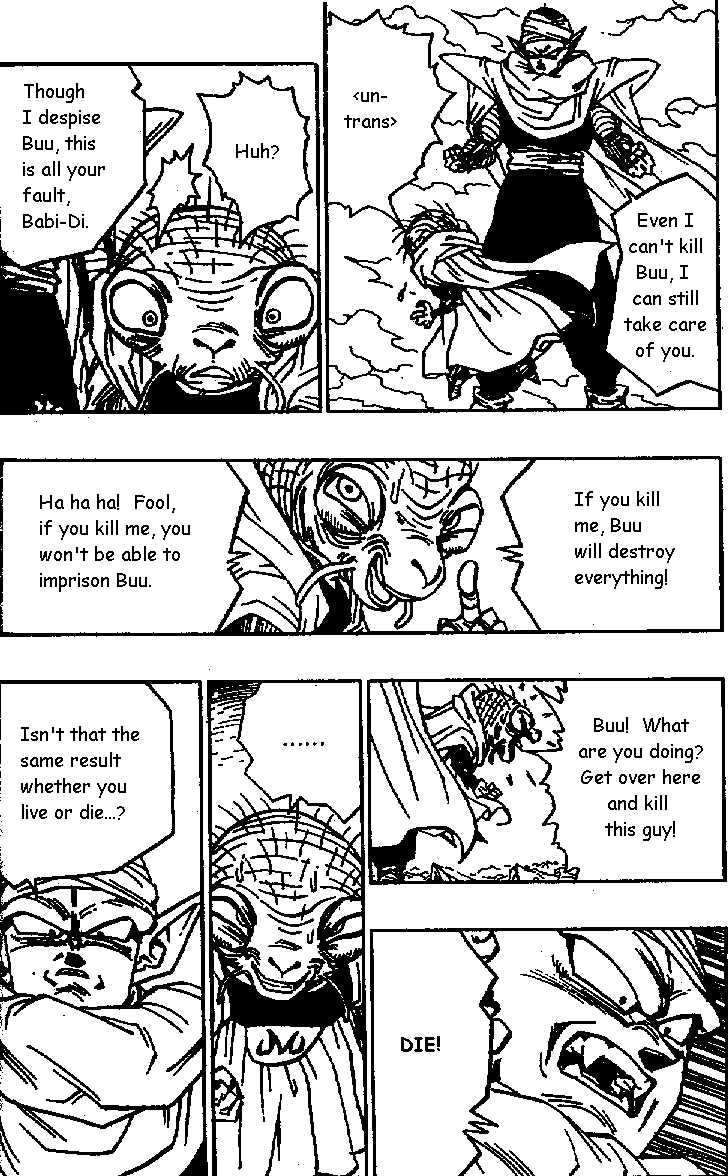 Though
I despise
Buu, this
is all your
fault,
Babi-Di.
Huh?
<un-
trans>
Even I
can't kill
Buu, I
can still
take care
of you.
Ha ha ha! Fool,
if you kill me, you
won't be able to
imprison Buu.
If you kill
me, Buu
will destroy
everything!
Isn't that the
same result
whether you
live or die...?
......
Buu! What
are you doing?
Get over here
and kill
this guy!
DIE!